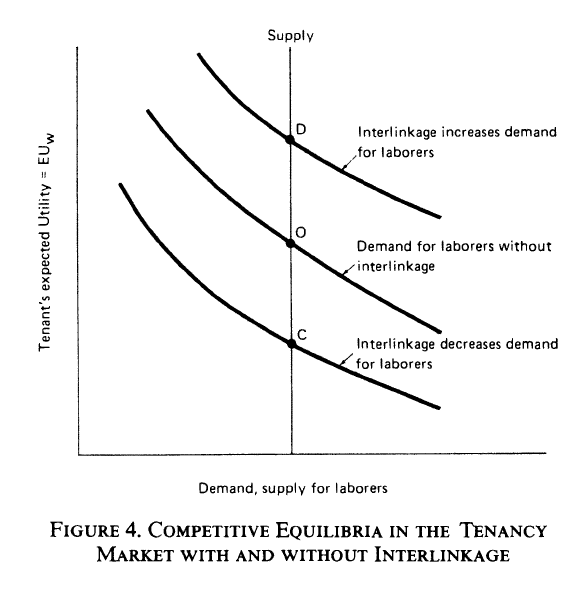 Supply
D
Interlinkage increases demand
for laborers
Tenant's expected Utility = EUw
O
Demand for laborers without
interlinkage
C
Interlinkage decreases demand
for laborers
Demand, supply for laborers
FIGURE 4. COMPETITIVE EQUILIBRIA IN THE TENANCY
MARKET WITH AND WITHOUT INTERLINKAGE